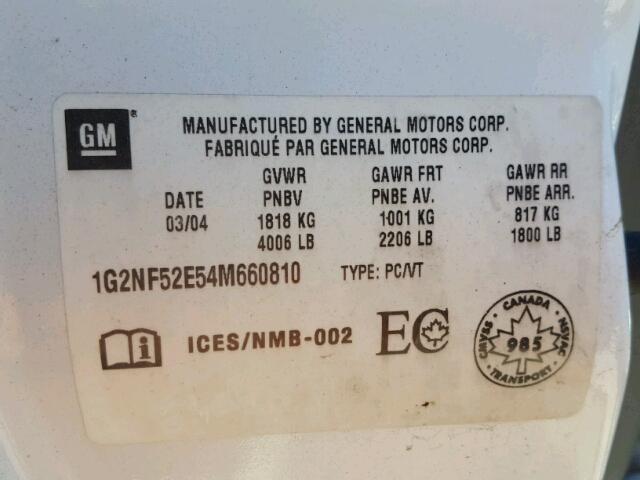 GM
MANUFACTURED BY GENERAL MOTORS CORP.
FABRIQUÉ PAR GENERAL MOTORS CORP.
GVWR GAWR FRT GAWR RR
DATE PNBV PNBE AV. PNBE ARR.
03/04 1818 KG 1001 KG 817 KG
4006 LB 2206 LB 1800 LB
1G2NF52E54M660810 TYPE: PC/VT
ICES/NMB-002 EC
CANADA
CMVSS 985 NSVAC
TRANSPORT